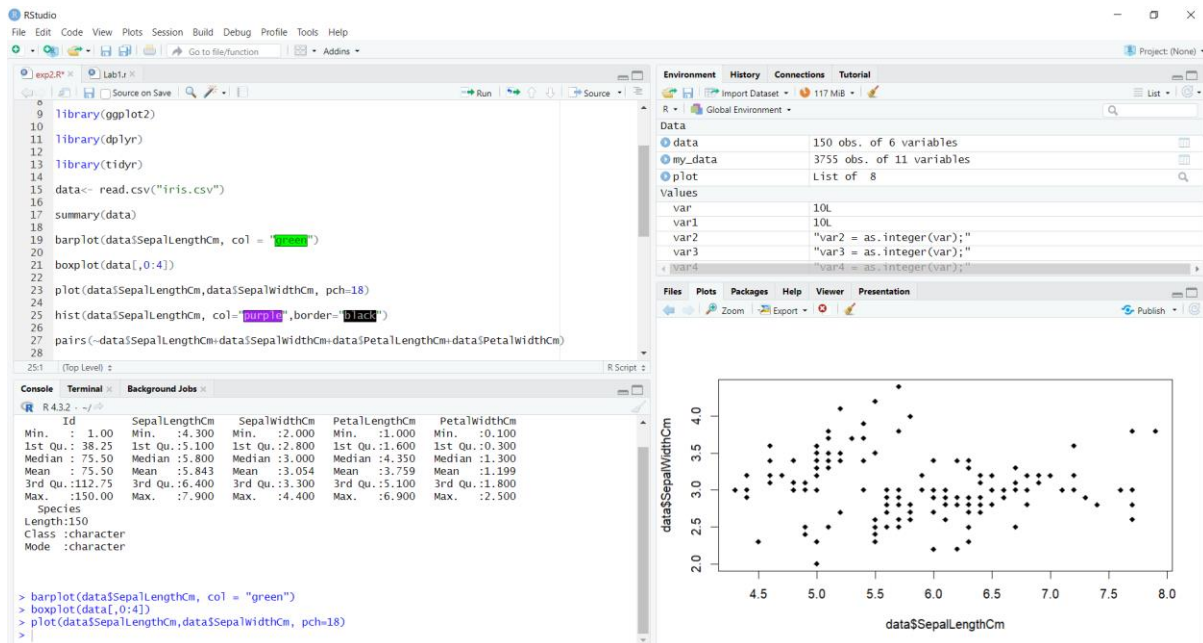 RStudio
File Edit Code View Plots Session Build Debug Profile Tools Help
Go to file/function Addins
Project: (None)
exp2.R* Lab1.r
Source on Save Run Source
8
9 library(ggplot2)
10
11 library(dplyr)
12
13 library(tidyr)
14
15 data<- read.csv("iris.csv")
16
17 summary(data)
18
19 barplot(data$SepalLengthCm, col = "green")
20
21 boxplot(data[,0:4])
22
23 plot(data$SepalLengthCm,data$SepalWidthCm, pch=18)
24
25 hist(data$SepalLengthCm, col="purple",border="black")
26
27 pairs(~data$SepalLengthCm+data$SepalWidthCm+data$PetalLengthCm+data$PetalWidthCm)
28
25:1 (Top Level) R Script
Console Terminal Background Jobs
R 4.3.2 · ~/
Id SepalLengthCm SepalWidthCm PetalLengthCm PetalWidthCm
Min. : 1.00 Min. :4.300 Min. :2.000 Min. :1.000 Min. :0.100
1st Qu.: 38.25 1st Qu.:5.100 1st Qu.:2.800 1st Qu.:1.600 1st Qu.:0.300
Median : 75.50 Median :5.800 Median :3.000 Median :4.350 Median :1.300
Mean : 75.50 Mean :5.843 Mean :3.054 Mean :3.759 Mean :1.199
3rd Qu.:112.75 3rd Qu.:6.400 3rd Qu.:3.300 3rd Qu.:5.100 3rd Qu.:1.800
Max. :150.00 Max. :7.900 Max. :4.400 Max. :6.900 Max. :2.500
Species
Length:150
Class :character
Mode :character
> barplot(data$SepalLengthCm, col = "green")
> boxplot(data[,0:4])
> plot(data$SepalLengthCm,data$SepalWidthCm, pch=18)
>
Environment History Connections Tutorial
Import Dataset 117 MiB List
R Global Environment
Data
data 150 obs. of 6 variables
my_data 3755 obs. of 11 variables
plot List of 8
Values
var 10L
var1 10L
var2 "var2 = as.integer(var);"
var3 "var3 = as.integer(var);"
var4 "var4 = as.integer(var);"
Files Plots Packages Help Viewer Presentation
Zoom Export Publish
data$SepalWidthCm
4.0
3.5
3.0
2.5
2.0
4.5 5.0 5.5 6.0 6.5 7.0 7.5 8.0
data$SepalLengthCm